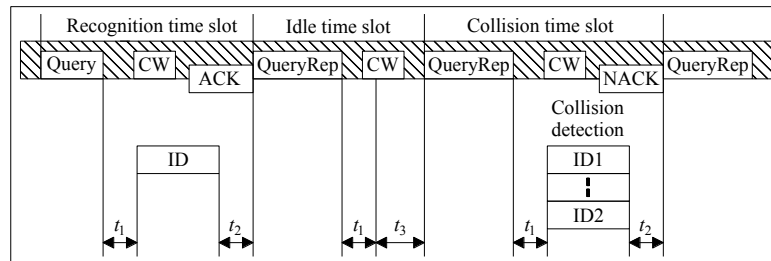 Recognition time slot Idle time slot Collision time slot
Query CW ACK QueryRep CW QueryRep CW NACK QueryRep
Collision
detection
ID ID1
ID2
t1 t2 t1 t3 t1 t2